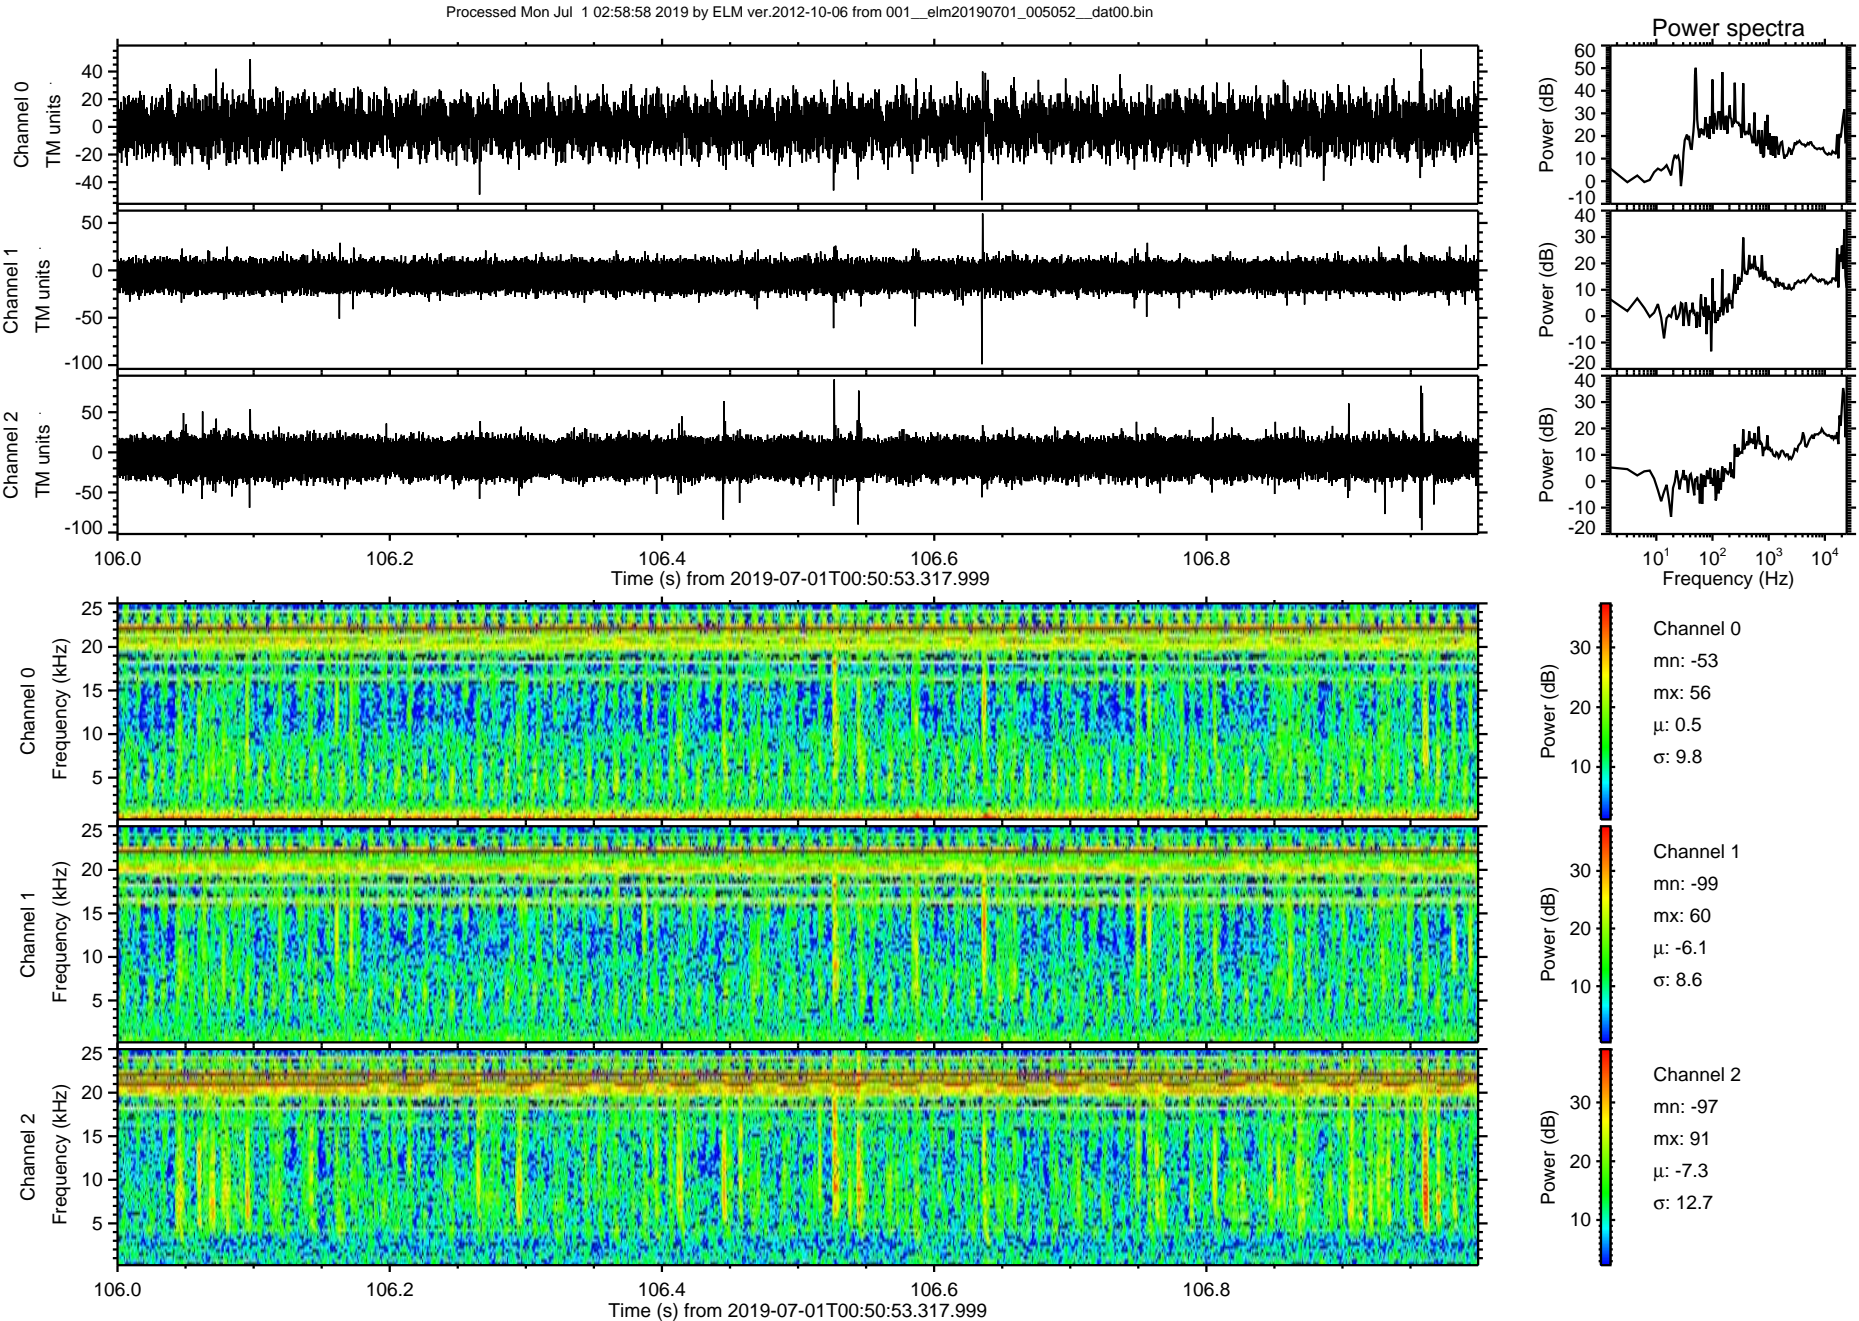 Processed Mon Jul  1 02:58:58 2019 by ELM ver.2012-10-06 from 001__elm20190701_005052__dat00.bin
Power spectra
Channel 0
TM units
40
20
0
-20
-40
Power (dB)
60
50
40
30
20
10
0
-10
Channel 1
TM units
50
0
-50
-100
Power (dB)
40
30
20
10
0
-10
-20
Channel 2
TM units
50
0
-50
-100
Power (dB)
40
30
20
10
0
-10
-20
106.0 106.2 106.4 106.6 106.8
Time (s) from 2019-07-01T00:50:53.317.999
10^1 10^2 10^3 10^4
Frequency (Hz)
Channel 0
Frequency (kHz)
25
20
15
10
5
Power (dB)
30
20
10
Channel 0
mn: -53
mx: 56
μ: 0.5
σ: 9.8
Channel 1
Frequency (kHz)
25
20
15
10
5
Power (dB)
30
20
10
Channel 1
mn: -99
mx: 60
μ: -6.1
σ: 8.6
Channel 2
Frequency (kHz)
25
20
15
10
5
Power (dB)
30
20
10
Channel 2
mn: -97
mx: 91
μ: -7.3
σ: 12.7
106.0 106.2 106.4 106.6 106.8
Time (s) from 2019-07-01T00:50:53.317.999